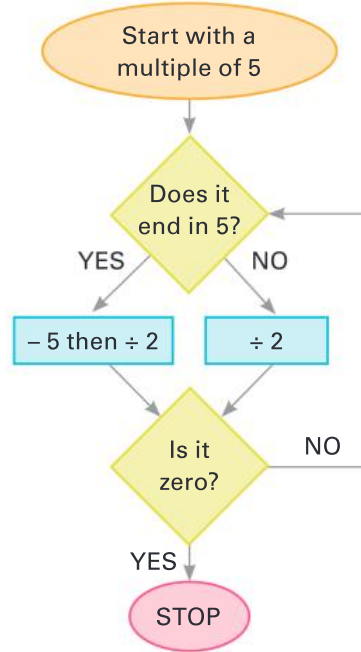 Start with a
multiple of 5
Does it
end in 5?
YES
NO
– 5 then ÷ 2
÷ 2
Is it
zero?
NO
YES
STOP